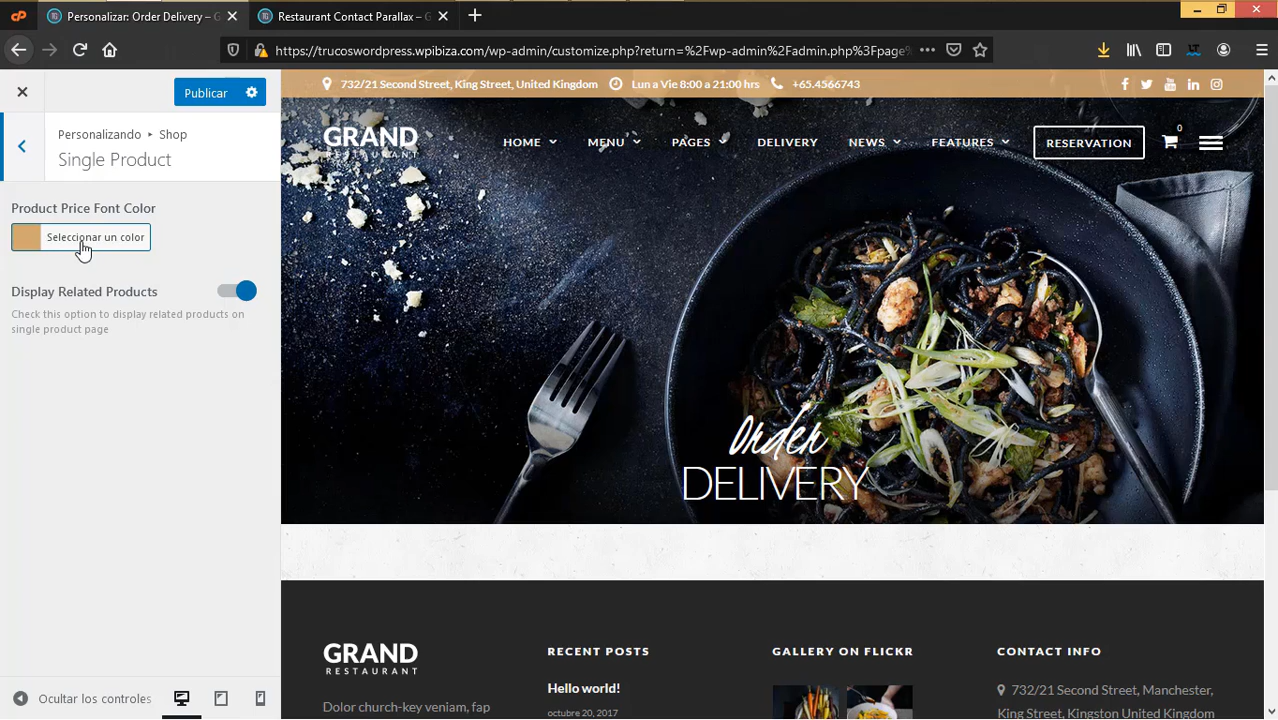 Personalizar: Order Delivery – G
Restaurant Contact Parallax – G
https://trucoswordpress.wpibiza.com/wp-admin/customize.php?return=%2Fwp-admin%2Fadmin.php%3Fpage%
Publicar
Personalizando ▸ Shop
Single Product
Product Price Font Color
Seleccionar un color
Display Related Products
Check this option to display related products on
single product page
Ocultar los controles
732/21 Second Street, King Street, United Kingdom Lun a Vie 8:00 a 21:00 hrs +65.4566743
GRAND
RESTAURANT
HOME MENU PAGES DELIVERY NEWS FEATURES RESERVATION 0
Order
DELIVERY
GRAND
RESTAURANT
Dolor church-key veniam, fap
RECENT POSTS
Hello world!
octubre 20, 2017
GALLERY ON FLICKR
CONTACT INFO
732/21 Second Street, Manchester,
King Street, Kingston United Kingdom